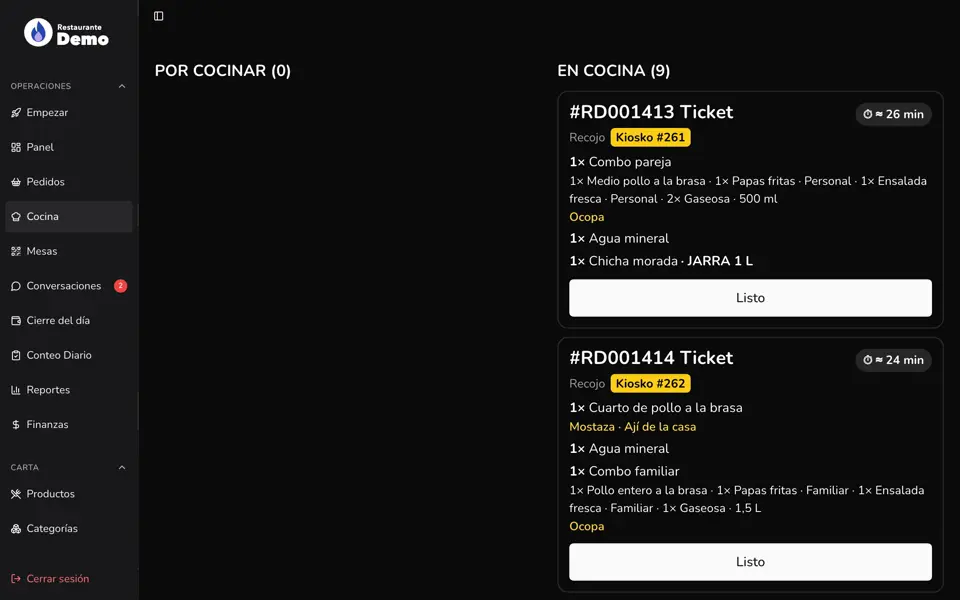 Restaurante
Demo
OPERACIONES
Empezar
Panel
Pedidos
Cocina
Mesas
Conversaciones 2
Cierre del día
Conteo Diario
Reportes
Finanzas
CARTA
Productos
Categorías
Cerrar sesión
POR COCINAR (0)
EN COCINA (9)
#RD001413 Ticket
≈ 26 min
Recojo Kiosko #261
1× Combo pareja
1× Medio pollo a la brasa · 1× Papas fritas · Personal · 1× Ensalada
fresca · Personal · 2× Gaseosa · 500 ml
Ocopa
1× Agua mineral
1× Chicha morada · JARRA 1 L
Listo
#RD001414 Ticket
≈ 24 min
Recojo Kiosko #262
1× Cuarto de pollo a la brasa
Mostaza · Ají de la casa
1× Agua mineral
1× Combo familiar
1× Pollo entero a la brasa · 1× Papas fritas · Familiar · 1× Ensalada
fresca · Familiar · 1× Gaseosa · 1,5 L
Ocopa
Listo